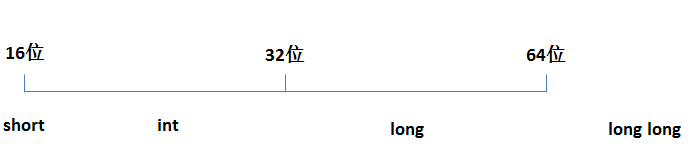 16位 32位 64位
short int long long long